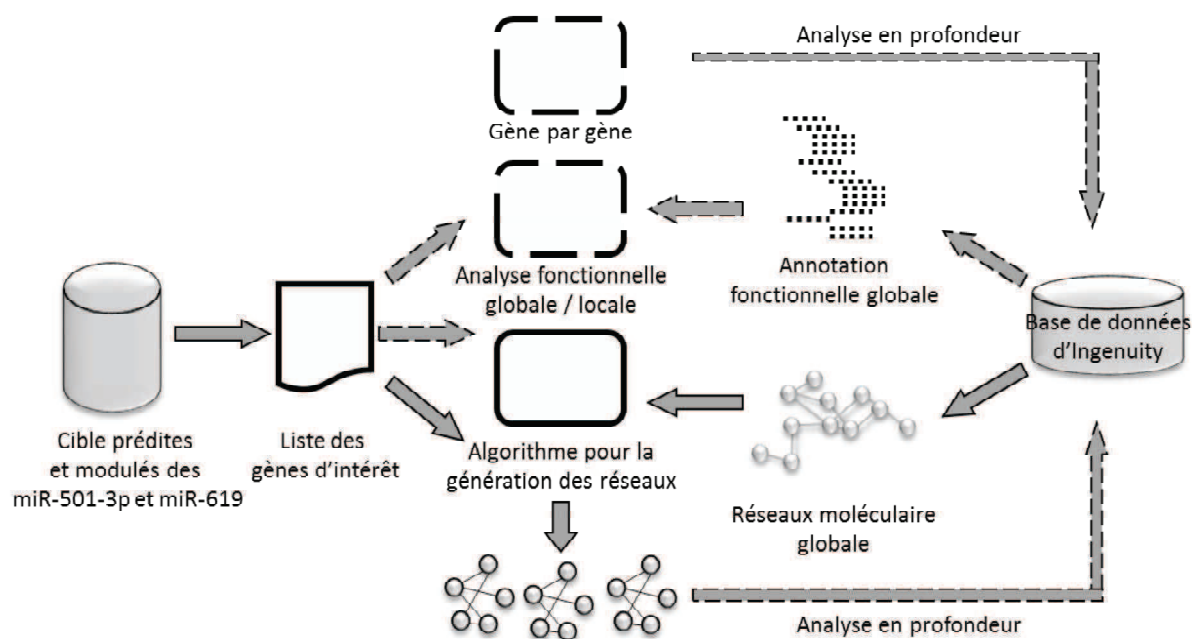 Analyse en profondeur
Gène par gène
Analyse fonctionnelle
globale / locale
Annotation
fonctionnelle globale
Base de données
d'Ingenuity
Cible prédites
et modulés des
miR-501-3p et miR-619
Liste des
gènes d'intérêt
Algorithme pour la
génération des réseaux
Réseaux moléculaire
globale
Analyse en profondeur